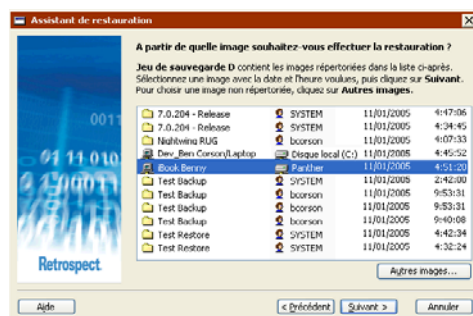 Assistant de restauration
A partir de quelle image souhaitez-vous effectuer la restauration ?
Jeu de sauvegarde D contient les images répertoriées dans la liste ci-après.
Sélectionnez une image avec la date et l'heure voulues, puis cliquez sur Suivant.
Pour choisir une image non répertoriée, cliquez sur Autres images.
7.0.204 - Release SYSTEM 11/01/2005 4:47:06
7.0.204 - Release SYSTEM 11/01/2005 4:34:45
Nightwing RUG bcorson 11/01/2005 4:07:33
Dev_Ben Corson/Laptop Disque local (C:) 11/01/2005 4:45:52
iBook Benny Panther 11/01/2005 4:51:20
Test Backup SYSTEM 11/01/2005 2:42:00
Test Backup bcorson 11/01/2005 9:53:31
Test Backup bcorson 11/01/2005 9:53:31
Test Backup bcorson 11/01/2005 9:40:08
Test Restore SYSTEM 11/01/2005 4:42:34
Test Restore SYSTEM 11/01/2005 4:32:24
Retrospect
Autres images...
Aide
< Précédent
Suivant >
Annuler